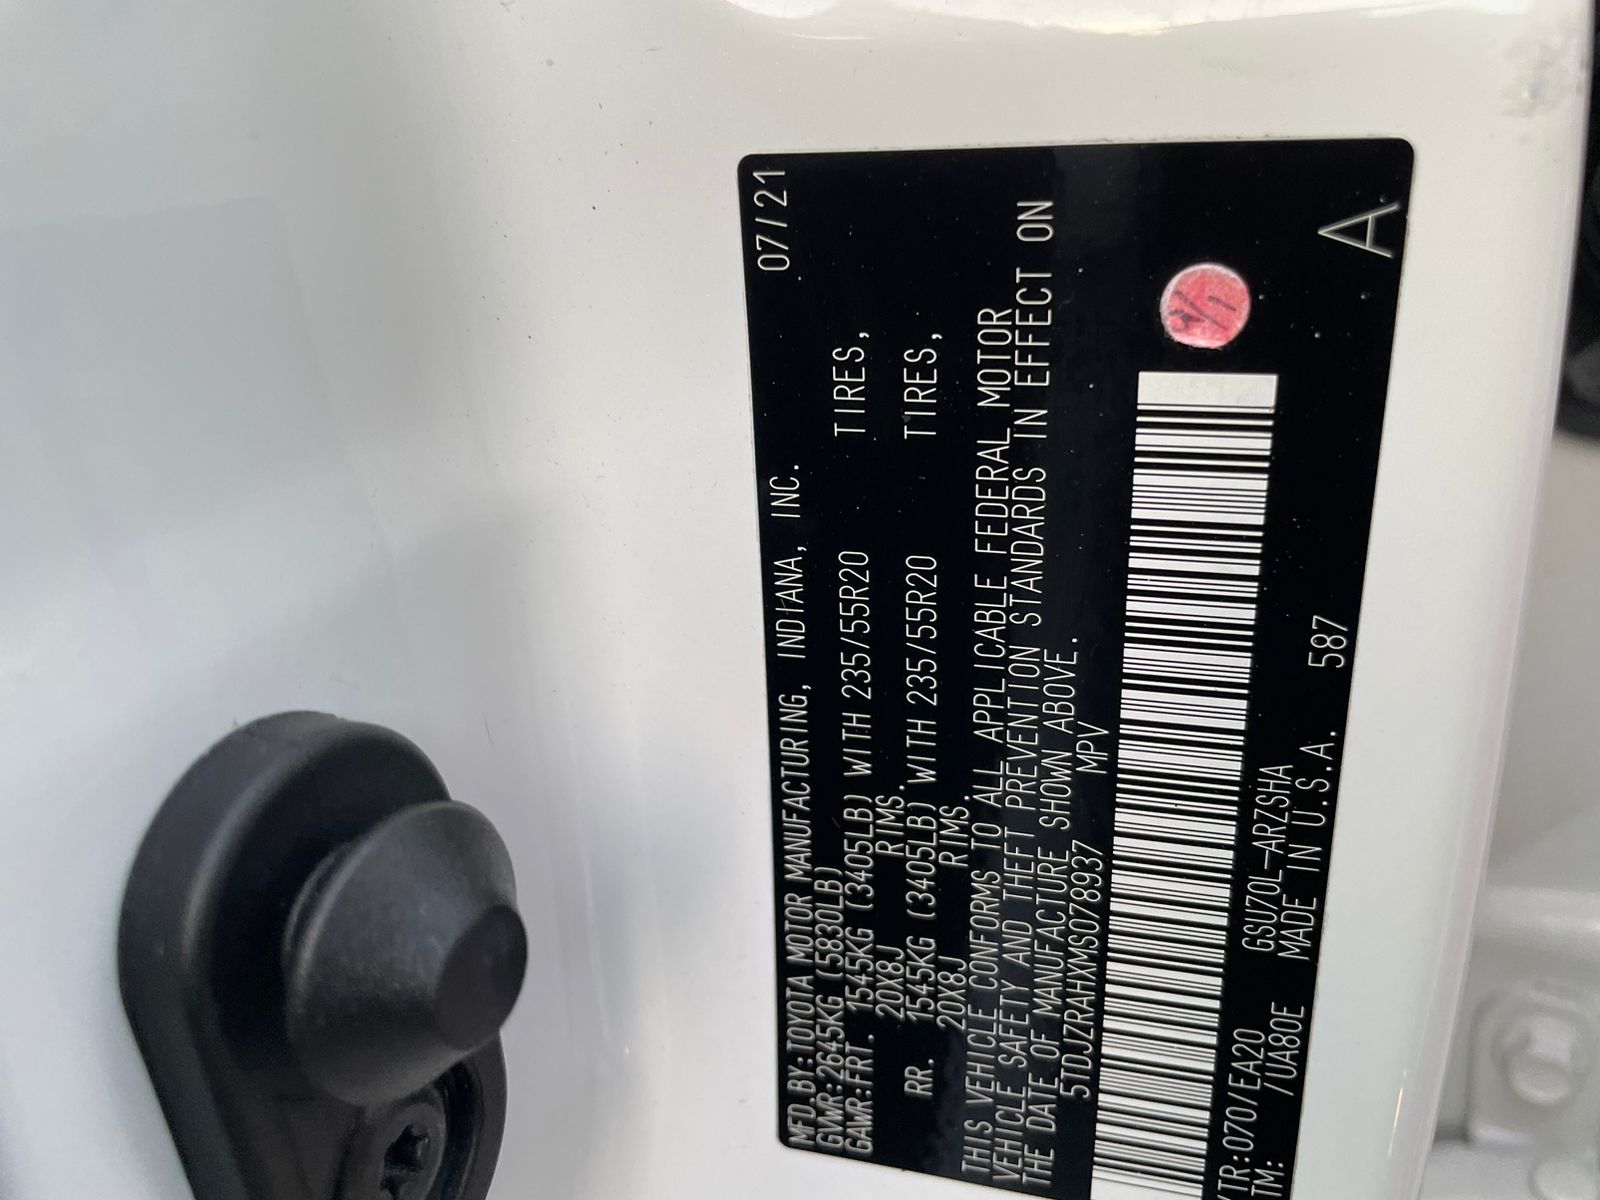 MFD.BY:TOYOTA MOTOR MANUFACTURING, INDIANA, INC. 07/21
GVWR:2645KG (5830LB)
GAWR:FRT. 1545KG (3405LB) WITH 235/55R20 TIRES,
20X8J RIMS.
RR. 1545KG (3405LB) WITH 235/55R20 TIRES,
20X8J RIMS.
THIS VEHICLE CONFORMS TO ALL APPLICABLE FEDERAL MOTOR
VEHICLE SAFETY AND THEFT PREVENTION STANDARDS IN EFFECT ON
THE DATE OF MANUFACTURE SHOWN ABOVE.
5TDJZRAHXMS078937 MPV
/TR:070/EA20 GSU70L-ARZSHA
TM: /UA80E MADE IN U.S.A. 587
A